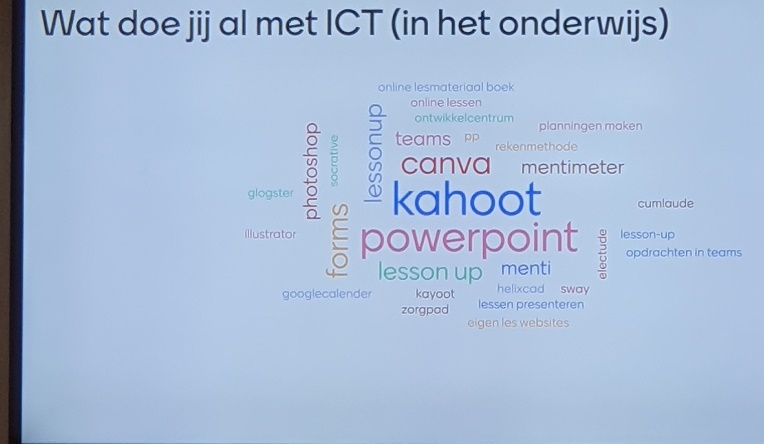 Wat doe jij al met ICT (in het onderwijs)
online lesmateriaal boek
online lessen
ontwikkelcentrum
planningen maken
teams
pp
rekenmethode
photoshop
socrative
lessonup
canva
mentimeter
glogster
kahoot
cumlaude
illustrator
forms
powerpoint
electude
lesson-up
opdrachten in teams
lesson up
menti
googlecalender
kayoot
helixcad
sway
zorgpad
lessen presenteren
eigen les websites